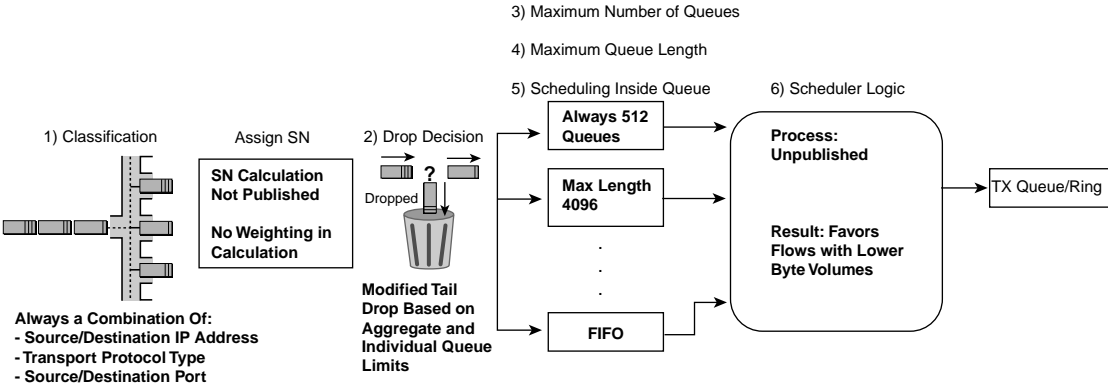 3) Maximum Number of Queues
4) Maximum Queue Length
5) Scheduling Inside Queue
6) Scheduler Logic
1) Classification
Assign SN
2) Drop Decision
Always 512
Queues
Process:
Unpublished
SN Calculation
Not Published
?
Dropped
Max Length
4096
TX Queue/Ring
No Weighting in
Calculation
Result: Favors
Flows with Lower
Byte Volumes
Modified Tail
Drop Based on
Aggregate and
Individual Queue
Limits
.
.
.
FIFO
Always a Combination Of:
- Source/Destination IP Address
- Transport Protocol Type
- Source/Destination Port